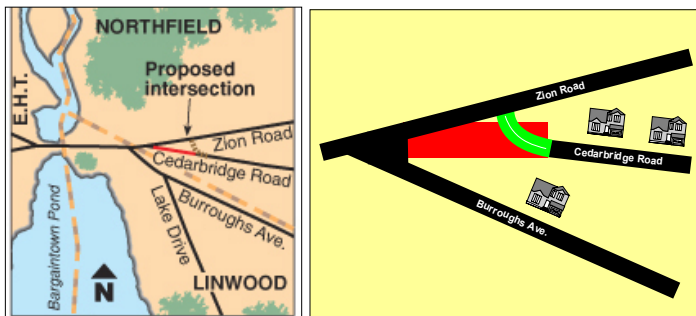 NORTHFIELD
E.H.T.
Proposed
intersection
Zion Road
Cedarbridge Road
Burroughs Ave.
Lake Drive
Bargaintown Pond
N
LINWOOD
Zion Road
Cedarbridge Road
Burroughs Ave.